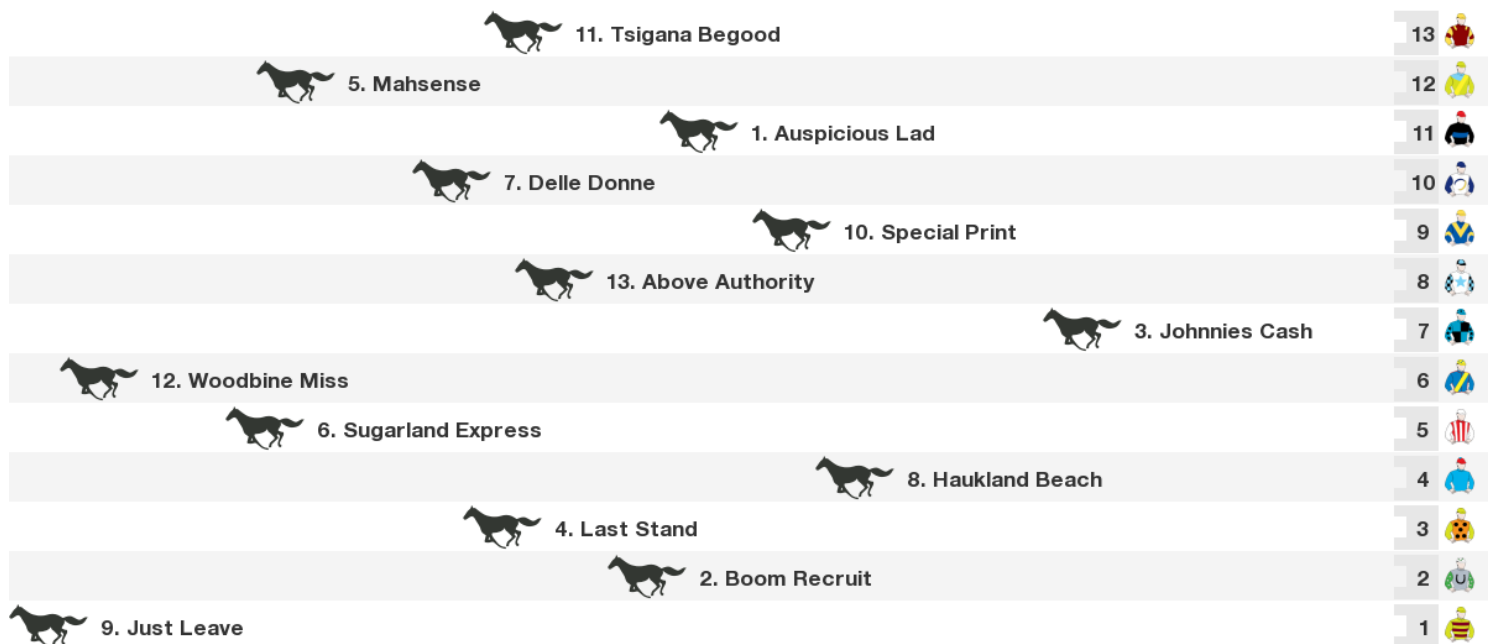 11. Tsigana Begood 13
5. Mahsense 12
1. Auspicious Lad 11
7. Delle Donne 10
10. Special Print 9
13. Above Authority 8
3. Johnnies Cash 7
12. Woodbine Miss 6
6. Sugarland Express 5
8. Haukland Beach 4
4. Last Stand 3
2. Boom Recruit 2
9. Just Leave 1